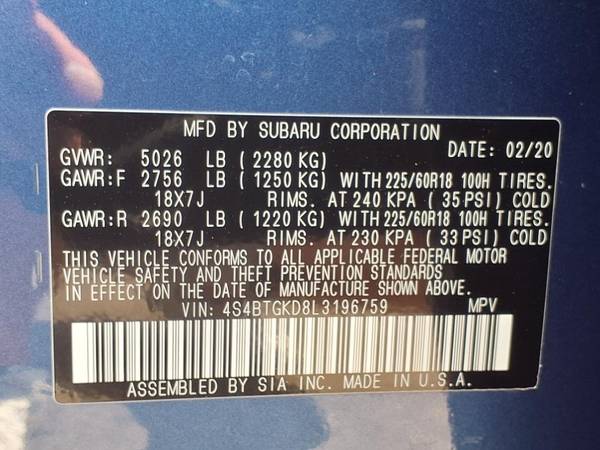 MFD BY SUBARU CORPORATION
GVWR: 5026 LB (2280 KG) DATE: 02/20
GAWR:F 2756 LB (1250 KG) WITH 225/60R18 100H TIRES.
18X7J RIMS. AT 240 KPA ( 35 PSI) COLD
GAWR:R 2690 LB (1220 KG) WITH 225/60R18 100H TIRES.
18X7J RIMS. AT 230 KPA ( 33 PSI) COLD
THIS VEHICLE CONFORMS TO ALL APPLICABLE FEDERAL MOTOR
VEHICLE SAFETY AND THEFT PREVENTION STANDARDS
IN EFFECT ON THE DATE OF MANUFACTURE SHOWN ABOVE.
VIN: 4S4BTGKD8L3196759 MPV
ASSEMBLED BY SIA INC. MADE IN U.S.A.